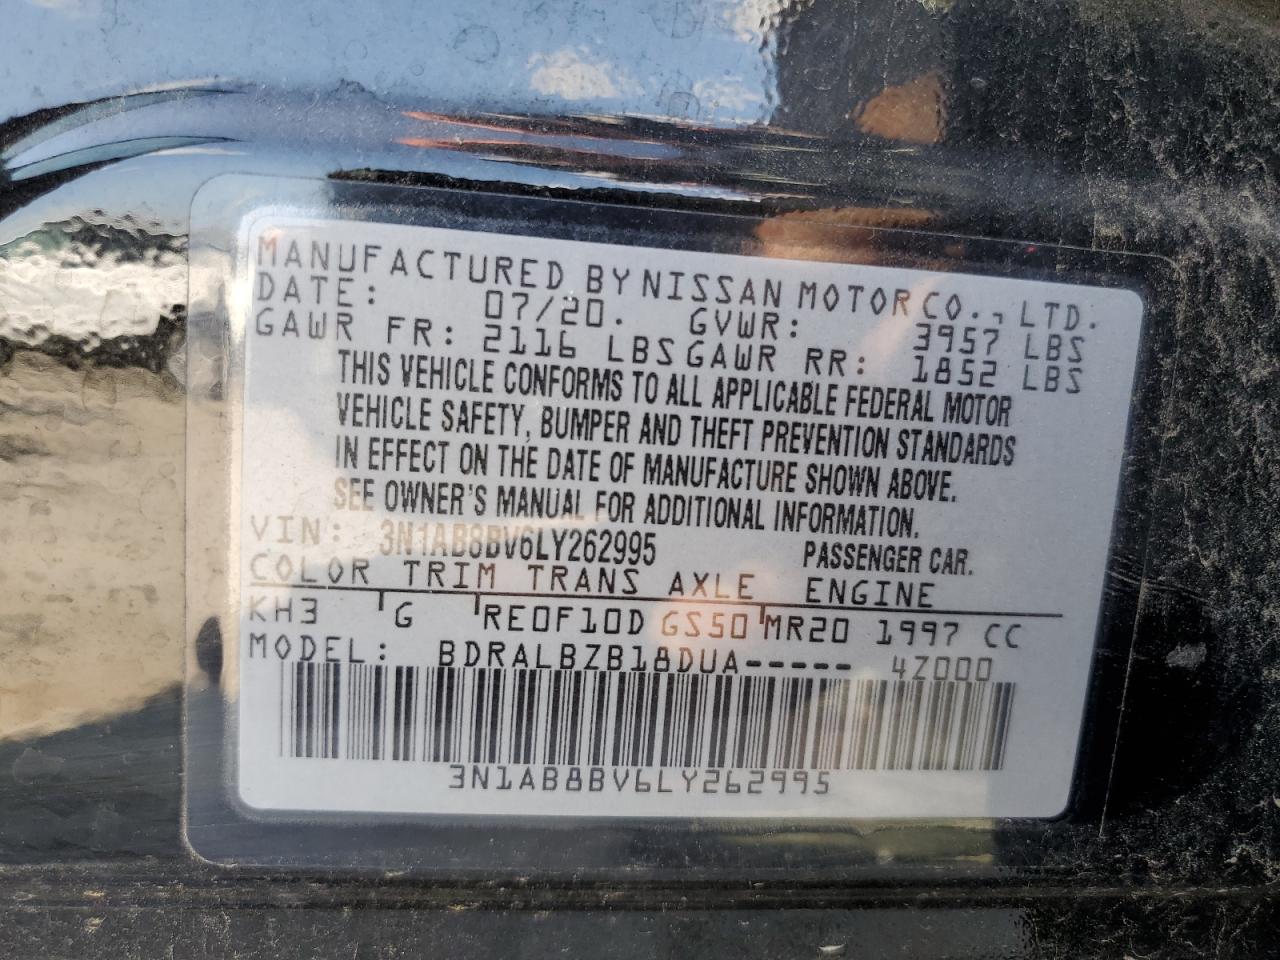 MANUFACTURED BY NISSAN MOTOR CO., LTD.
DATE: 07/20. GVWR: 3957 LBS
GAWR FR: 2116 LBS GAWR RR: 1852 LBS
THIS VEHICLE CONFORMS TO ALL APPLICABLE FEDERAL MOTOR
VEHICLE SAFETY, BUMPER AND THEFT PREVENTION STANDARDS
IN EFFECT ON THE DATE OF MANUFACTURE SHOWN ABOVE.
SEE OWNER'S MANUAL FOR ADDITIONAL INFORMATION.
VIN: 3N1AB8BV6LY262995 PASSENGER CAR.
COLOR TRIM TRANS AXLE ENGINE
KH3 G RE0F10D GS50 MR20 1997 CC
MODEL: BDRALBZB18DUA----- 4Z000
3N1AB8BV6LY262995